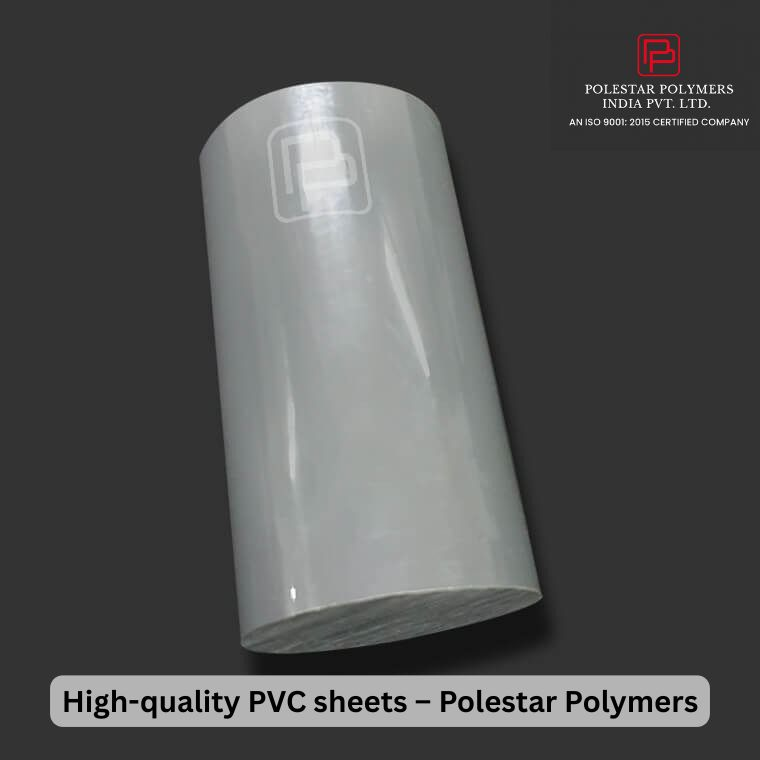 POLESTAR POLYMERS
INDIA PVT. LTD.
AN ISO 9001: 2015 CERTIFIED COMPANY
High-quality PVC sheets – Polestar Polymers